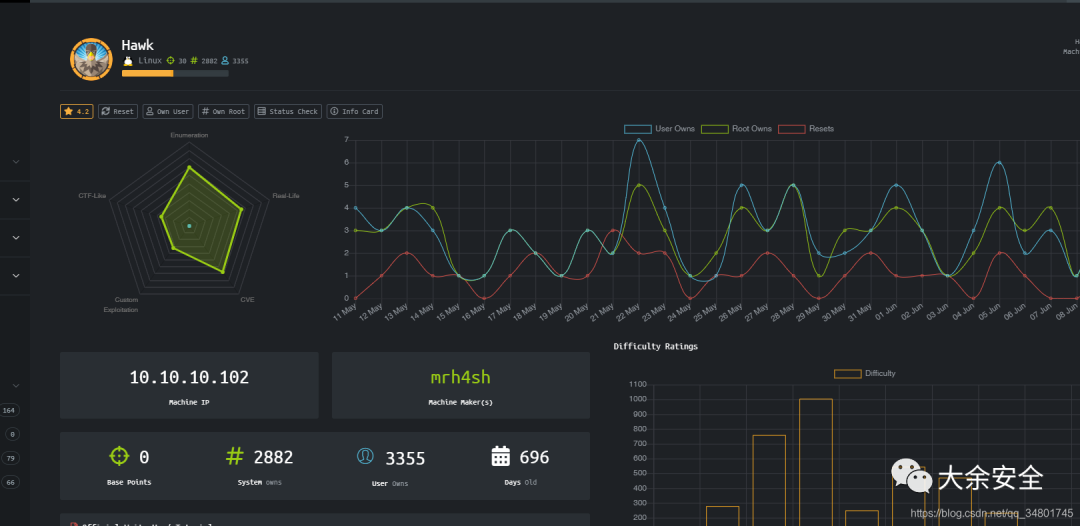 Hawk
Linux 30 # 2882 3355
H
Mach
4.2 Reset Own User # Own Root Status Check Info Card
Enumeration
CTF-Like
Real-Life
Custom
Exploitation
CVE
User Owns Root Owns Resets
7
6
5
4
3
2
1
0
11 May 12 May 13 May 14 May 15 May 16 May 17 May 18 May 19 May 20 May 21 May 22 May 23 May 24 May 25 May 26 May 27 May 28 May 29 May 30 May 31 May 01 Jun 02 Jun 03 Jun 04 Jun 05 Jun 06 Jun 07 Jun 08 Jun
10.10.10.102
Machine IP
mrh4sh
Machine Maker(s)
0
Base Points
# 2882
System owns
3355
User Owns
696
Days Old
164
0
79
66
Difficulty Ratings
Difficulty
1100
1000
900
800
700
600
500
400
300
200
大余安全
https://blog.csdn.net/qq_34801745